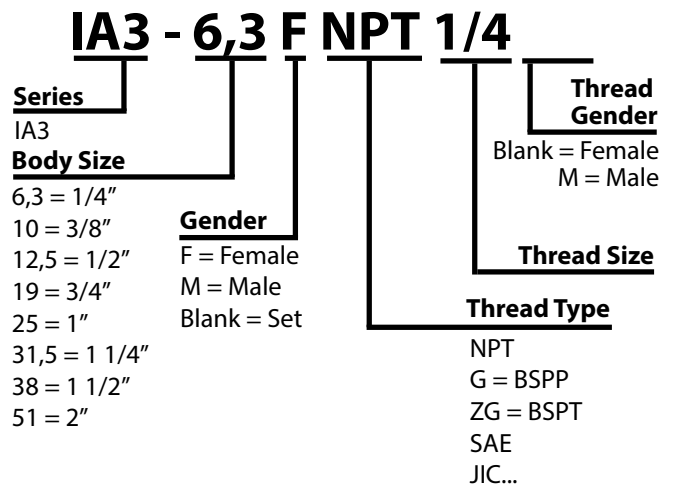 IA3 - 6,3 F NPT 1/4
Series
IA3
Body Size
6,3 = 1/4”
10 = 3/8”
12,5 = 1/2”
19 = 3/4”
25 = 1”
31,5 = 1 1/4”
38 = 1 1/2”
51 = 2”
Gender
F = Female
M = Male
Blank = Set
Thread
Gender
Blank = Female
M = Male
Thread Size
Thread Type
NPT
G = BSPP
ZG = BSPT
SAE
JIC...